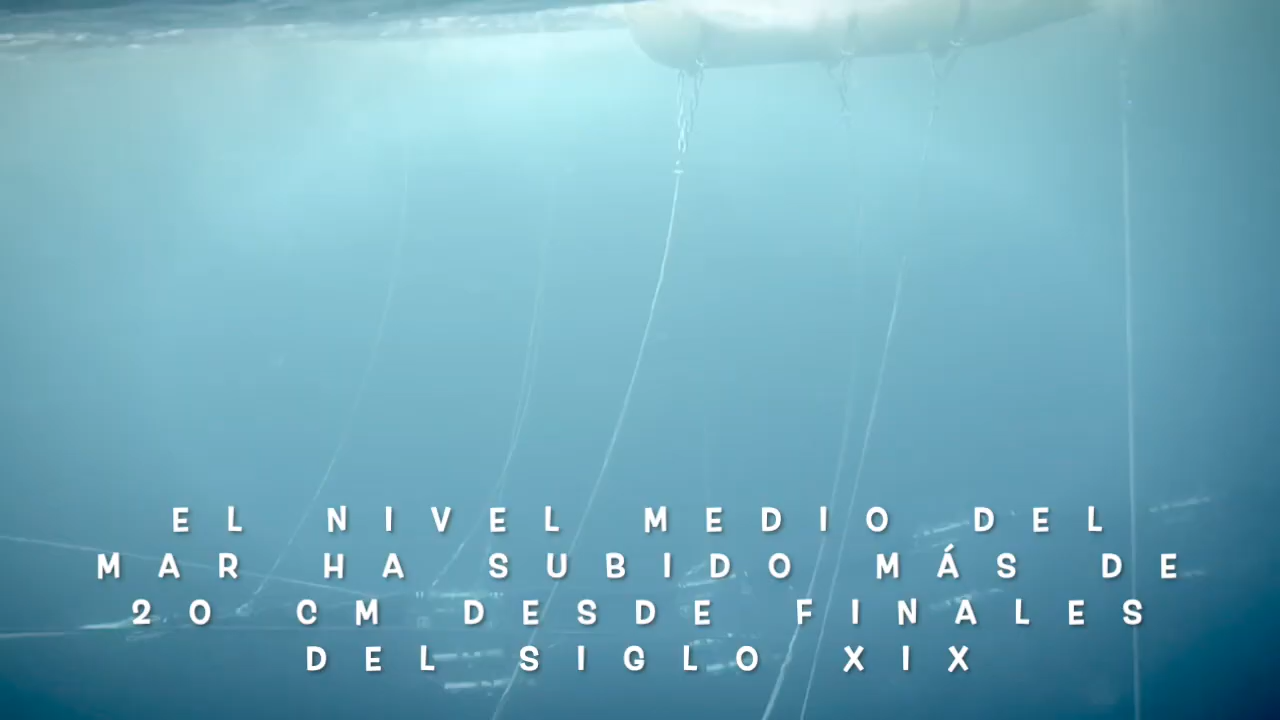 EL NIVEL MEDIO DEL
MAR HA SUBIDO MÁS DE
20 CM DESDE FINALES
DEL SIGLO XIX